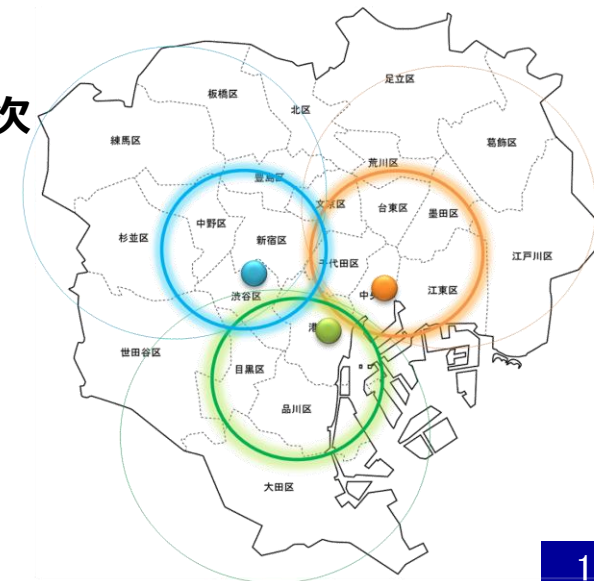 足立区
板橋区
北区
次
練馬区
葛飾区
荒川区
豊島区
文京区
台東区
墨田区
中野区
杉並区
新宿区
千代田区
江戸川区
渋谷区
中央
江東区
港
世田谷区
目黒区
品川区
大田区
1